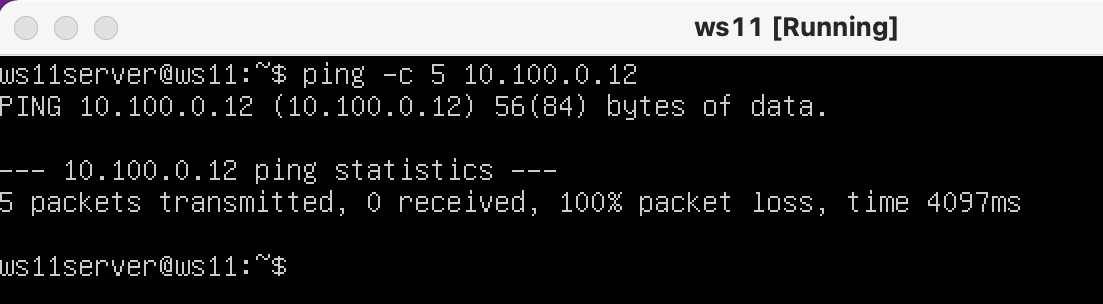 ws11 [Running]
ws11server@ws11:~$ ping -c 5 10.100.0.12
PING 10.100.0.12 (10.100.0.12) 56(84) bytes of data.
--- 10.100.0.12 ping statistics ---
5 packets transmitted, 0 received, 100% packet loss, time 4097ms
ws11server@ws11:~$